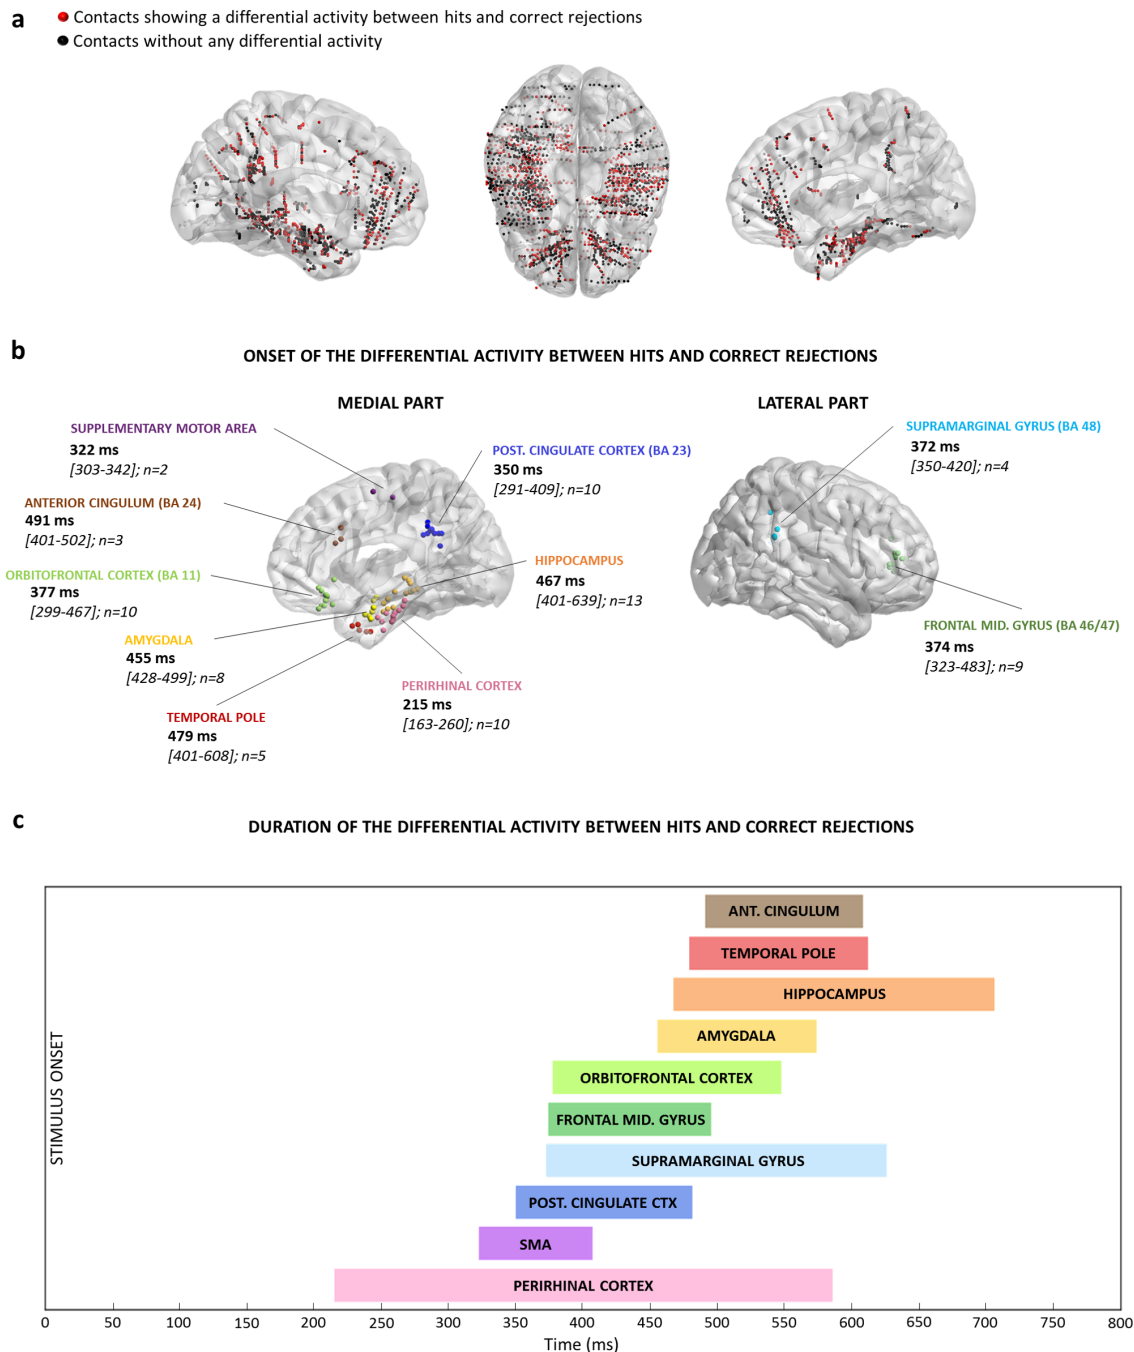 a
Contacts showing a differential activity between hits and correct rejections
Contacts without any differential activity
b
ONSET OF THE DIFFERENTIAL ACTIVITY BETWEEN HITS AND CORRECT REJECTIONS
MEDIAL PART
SUPPLEMENTARY MOTOR AREA
322 ms
[303-342]; n=2
POST. CINGULATE CORTEX (BA 23)
350 ms
[291-409]; n=10
ANTERIOR CINGULUM (BA 24)
491 ms
[401-502]; n=3
HIPPOCAMPUS
467 ms
[401-639]; n=13
ORBITOFRONTAL CORTEX (BA 11)
377 ms
[299-467]; n=10
AMYGDALA
455 ms
[428-499]; n=8
PERIRHINAL CORTEX
215 ms
[163-260]; n=10
TEMPORAL POLE
479 ms
[401-608]; n=5
LATERAL PART
SUPRAMARGINAL GYRUS (BA 48)
372 ms
[350-420]; n=4
FRONTAL MID. GYRUS (BA 46/47)
374 ms
[323-483]; n=9
c
DURATION OF THE DIFFERENTIAL ACTIVITY BETWEEN HITS AND CORRECT REJECTIONS
STIMULUS ONSET
ANT. CINGULUM
TEMPORAL POLE
HIPPOCAMPUS
AMYGDALA
ORBITOFRONTAL CORTEX
FRONTAL MID. GYRUS
SUPRAMARGINAL GYRUS
POST. CINGULATE CTX
SMA
PERIRHINAL CORTEX
0 50 100 150 200 250 300 350 400 450 500 550 600 650 700 750 800
Time (ms)